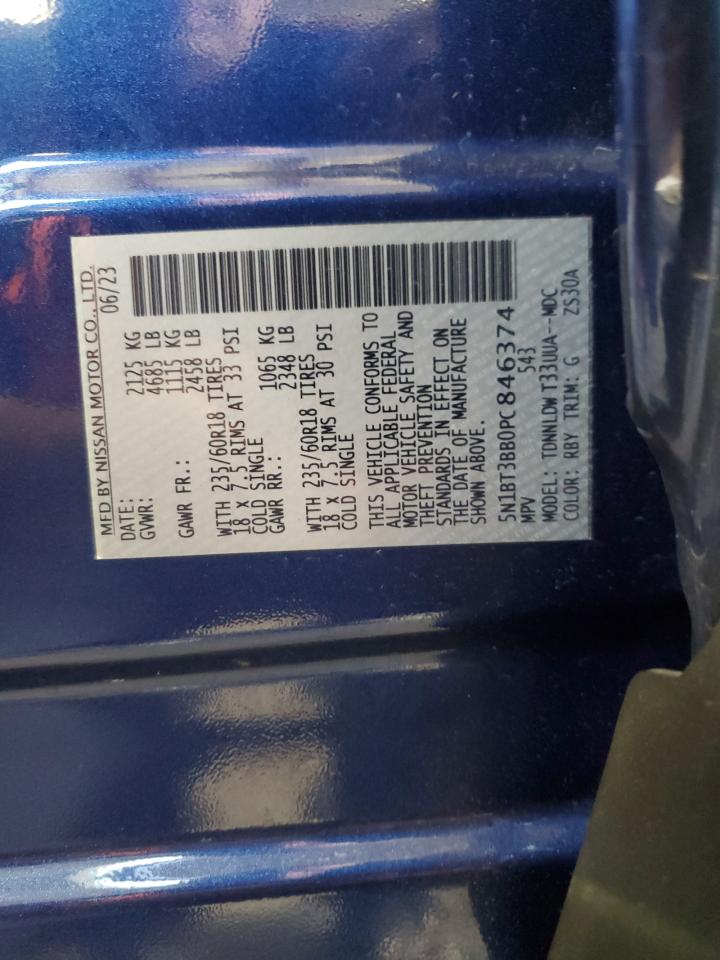 MFD BY NISSAN MOTOR CO., LTD.
DATE: 06/23
GVWR: 2125 KG
4685 LB
GAWR FR.: 1115 KG
2458 LB
WITH 235/60R18 TIRES
18 X 7.5 RIMS AT 33 PSI
COLD SINGLE
GAWR RR.: 1065 KG
2348 LB
WITH 235/60R18 TIRES
18 X 7.5 RIMS AT 30 PSI
COLD SINGLE
THIS VEHICLE CONFORMS TO
ALL APPLICABLE FEDERAL
MOTOR VEHICLE SAFETY AND
THEFT PREVENTION
STANDARDS IN EFFECT ON
THE DATE OF MANUFACTURE
SHOWN ABOVE.
5N1BT3BB0PC846374
MPV 543
MODEL: TDNNLDWT33UUA--MDC
COLOR: RBY TRIM: G ZS30A